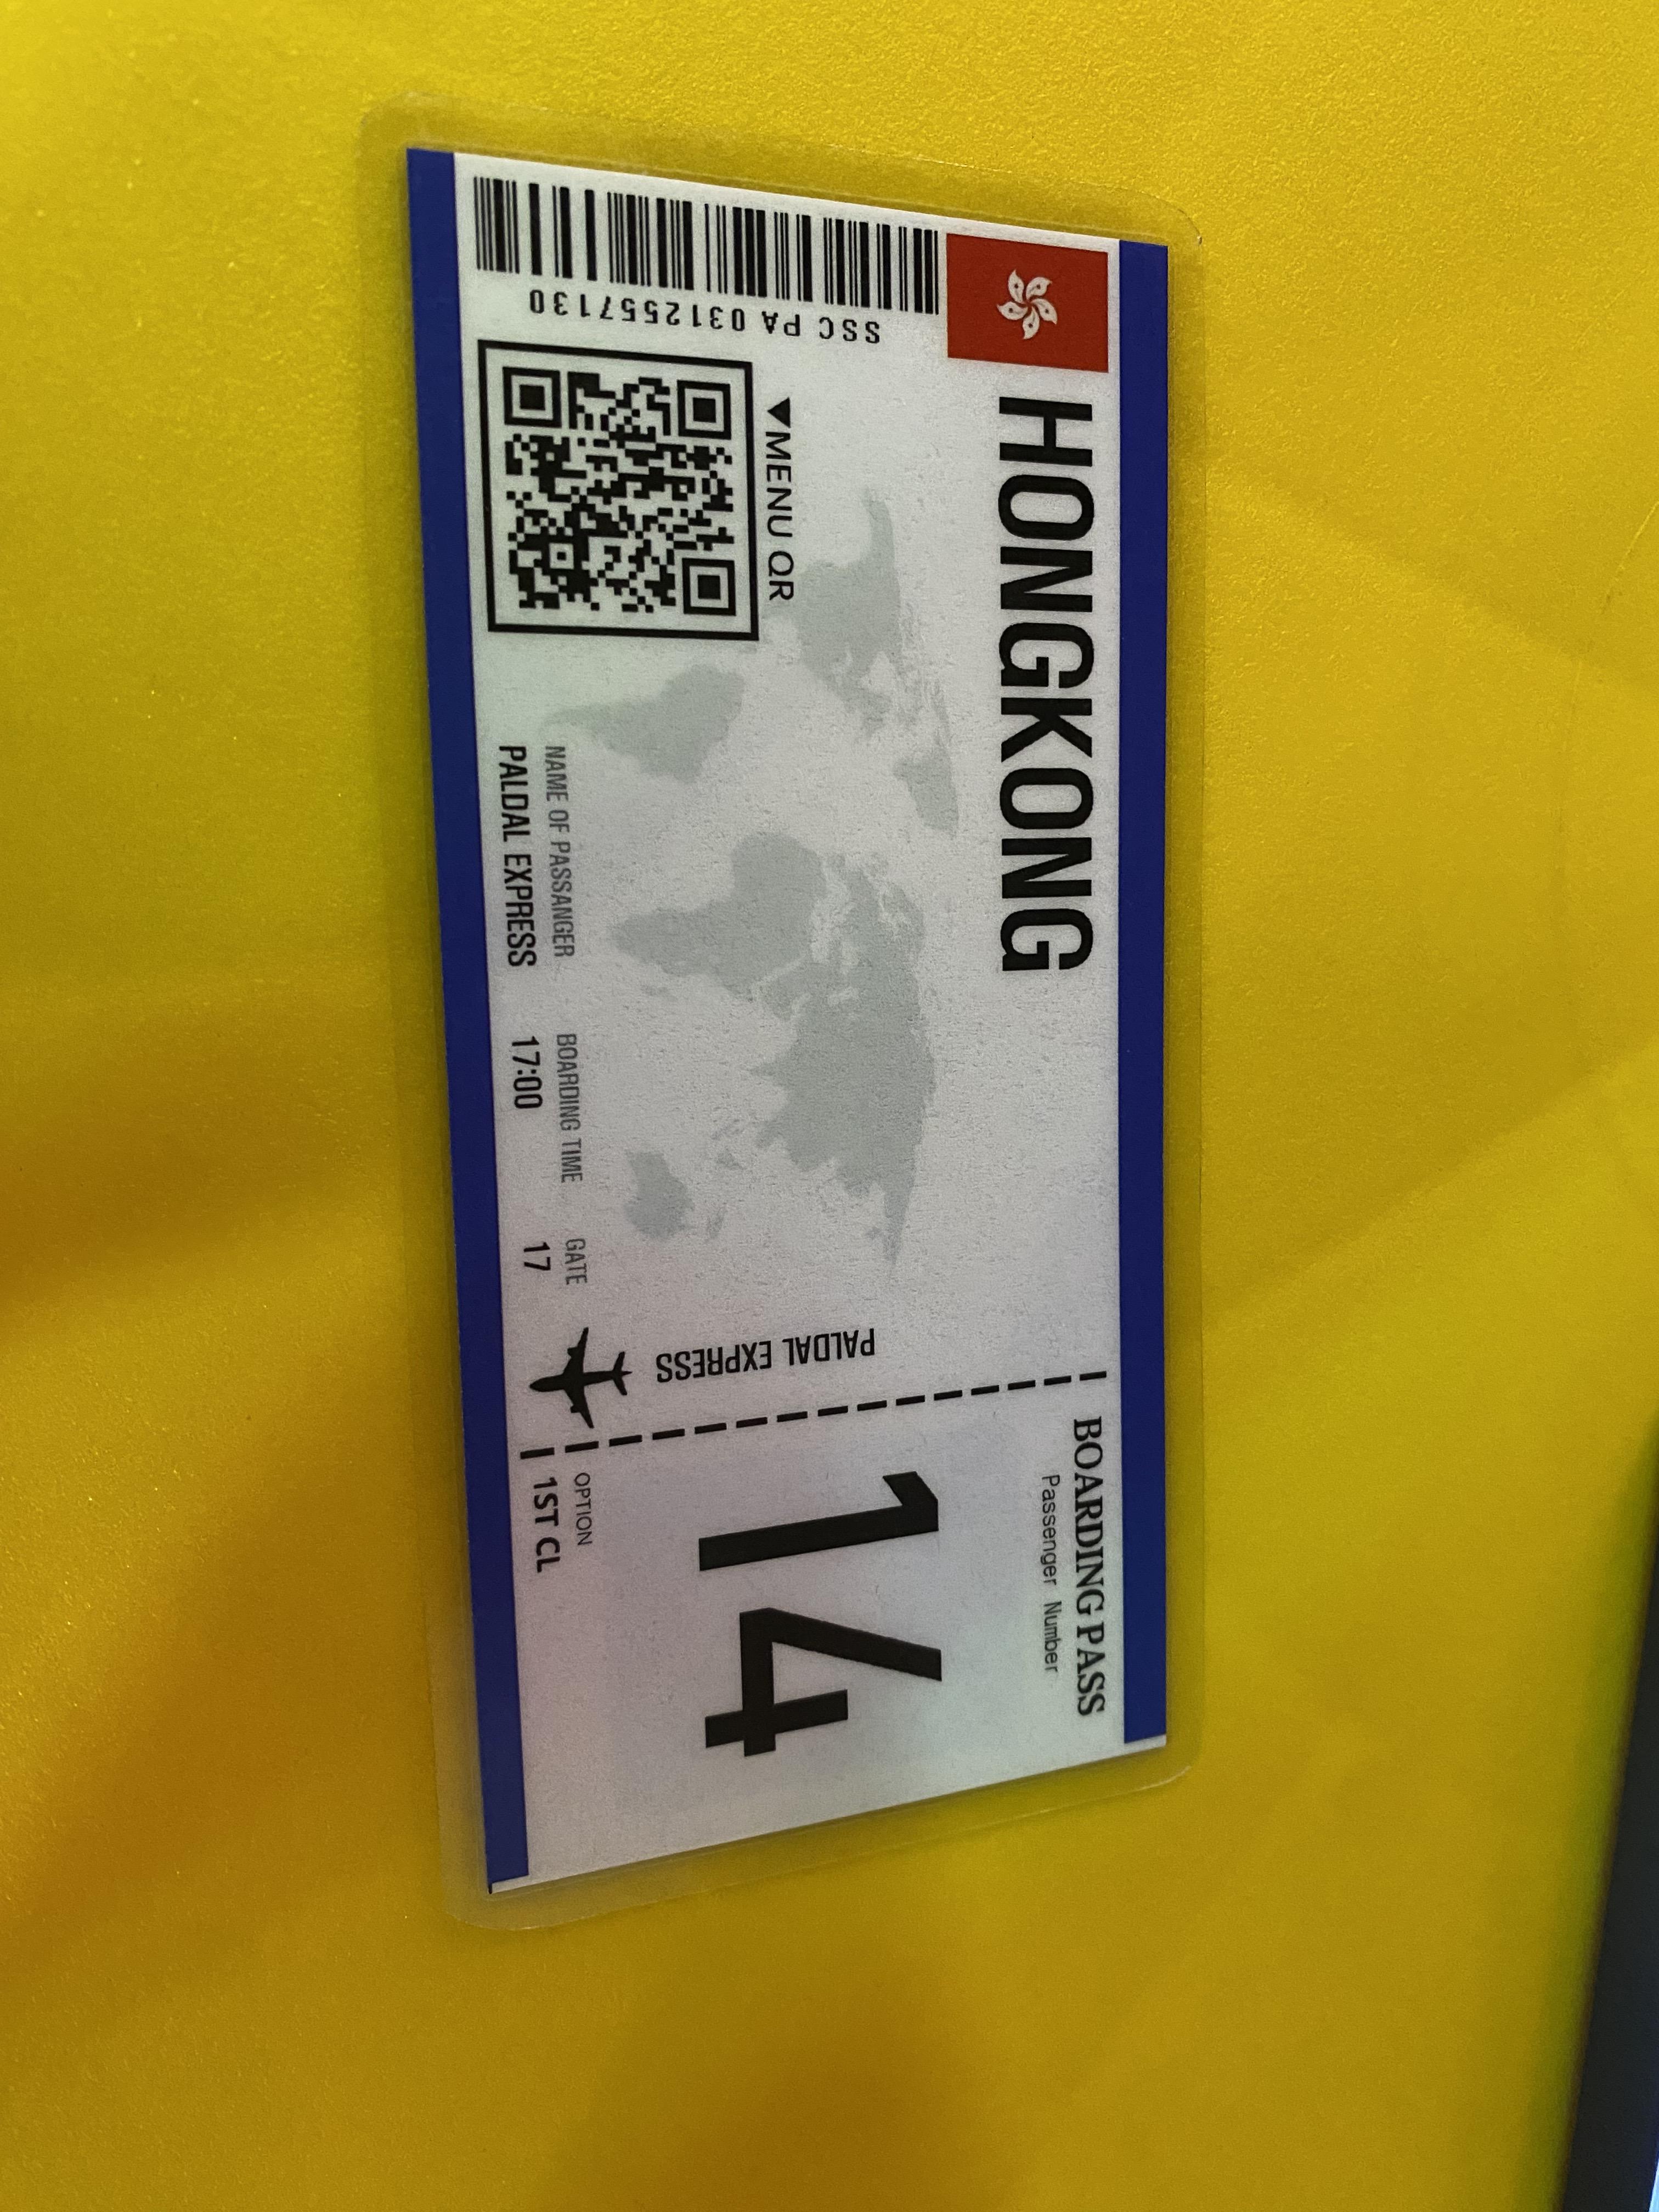 HONGKONG
SSC PA 0312557130
▼MENU QR
NAME OF PASSANGER
PALDAL EXPRESS
BOARDING TIME
17:00
GATE
17
PALDAL EXPRESS
BOARDING PASS
Passenger Number
14
OPTION
1ST CL